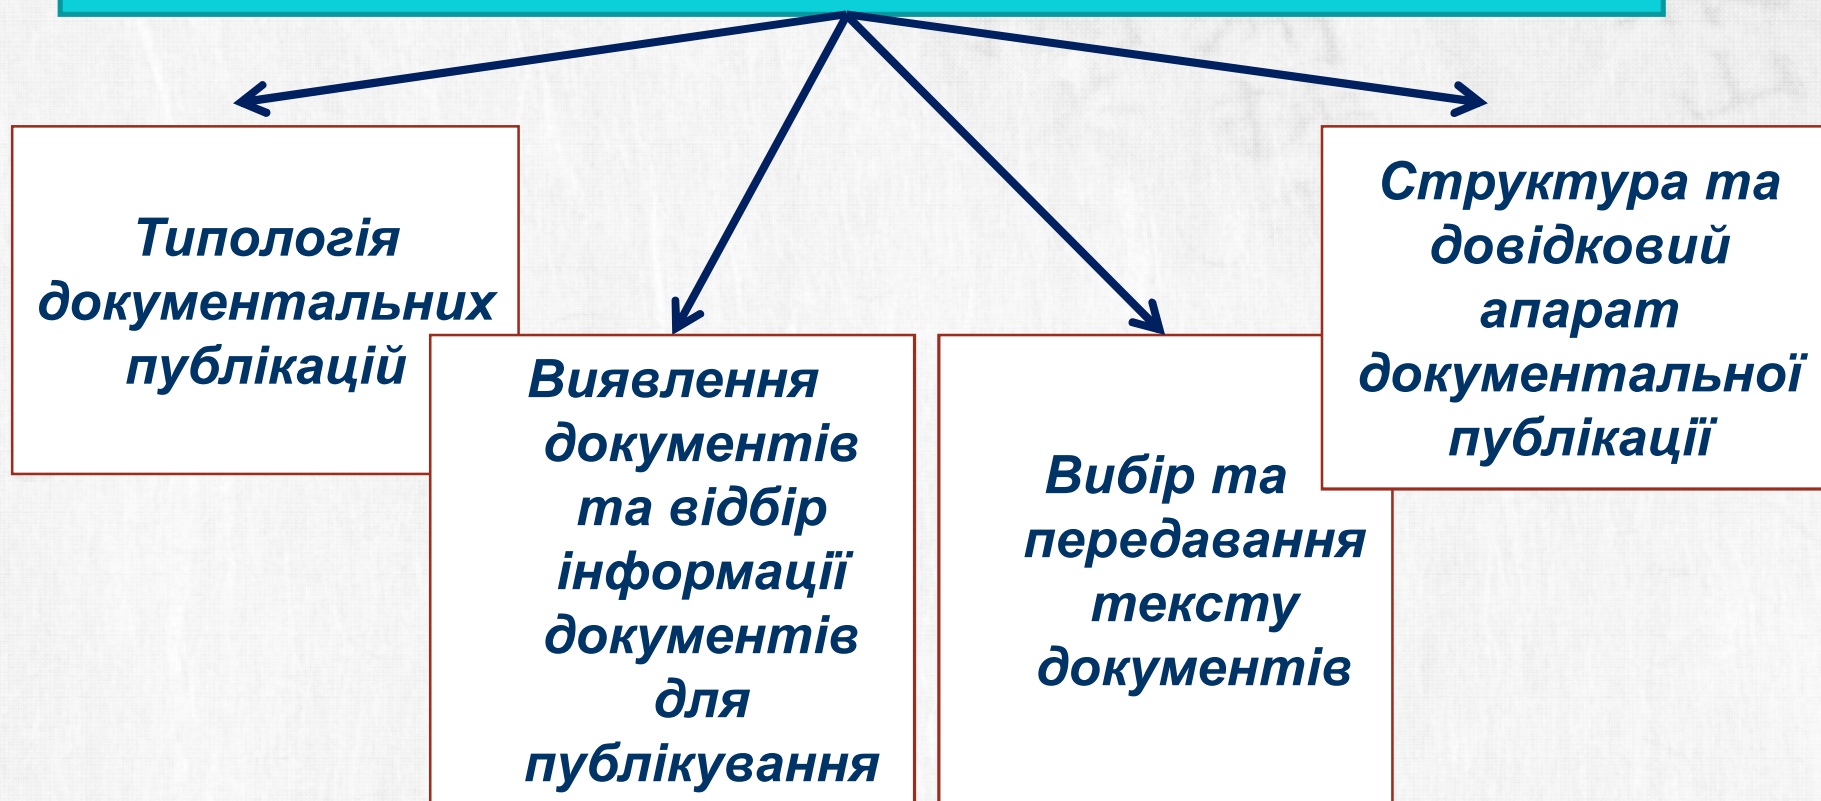 Типологія
документальних
публікацій
Виявлення
документів
та відбір
інформації
документів
для
публікування
Вибір та
передавання
тексту
документів
Структура та
довідковий
апарат
документальної
публікації